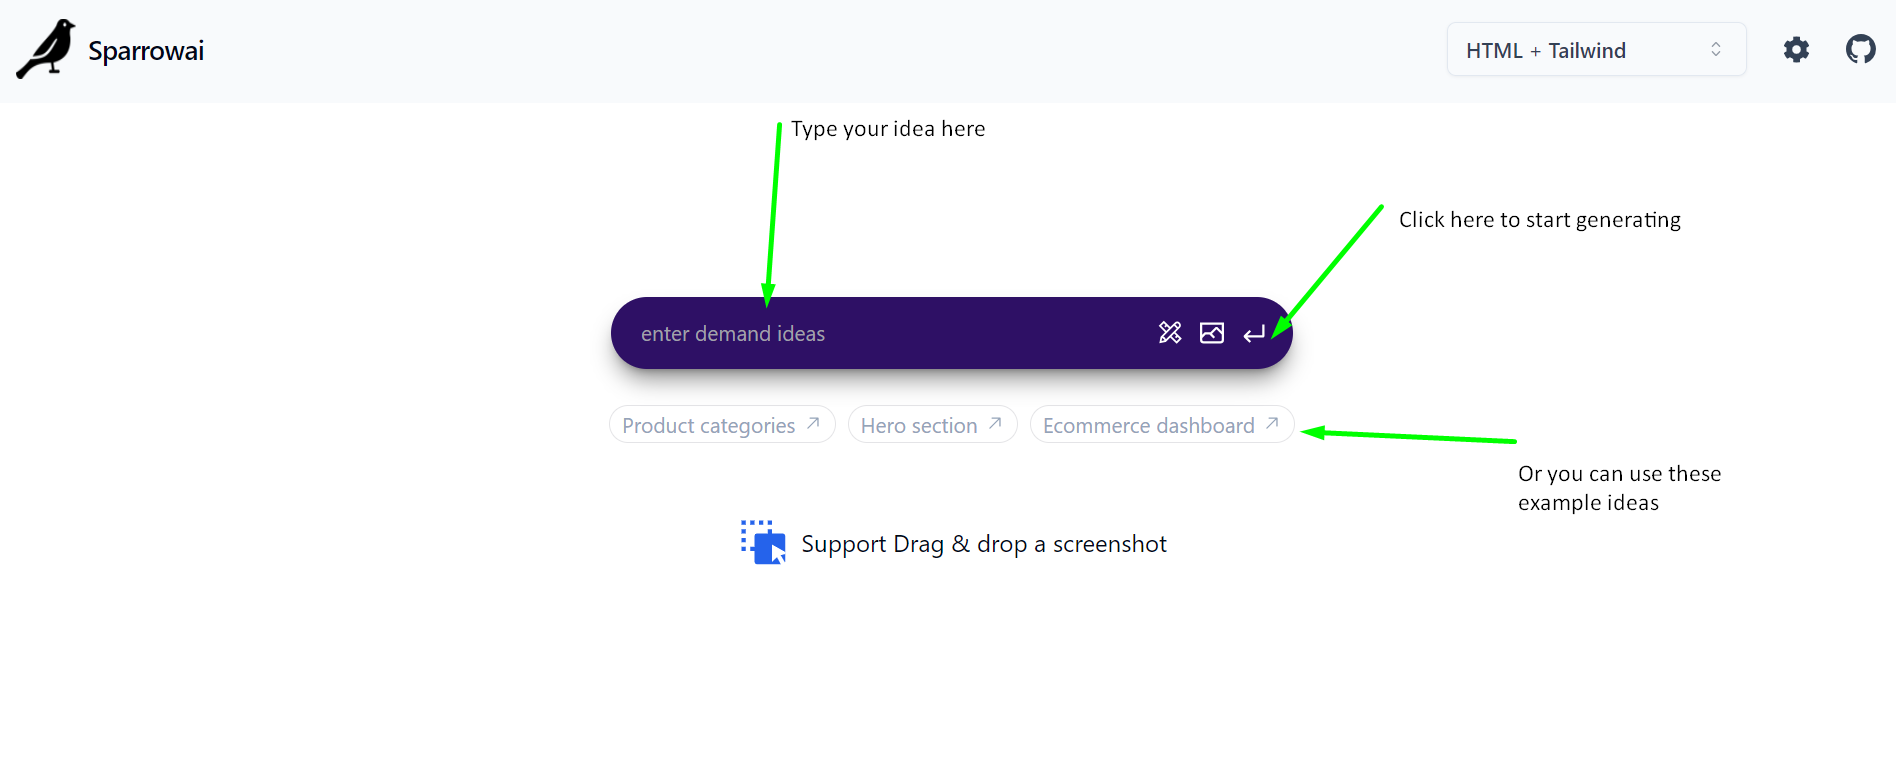 Sparrowai
HTML + Tailwind
Type your idea here
Click here to start generating
enter demand ideas
Product categories
Hero section
Ecommerce dashboard
Or you can use these
example ideas
Support Drag & drop a screenshot